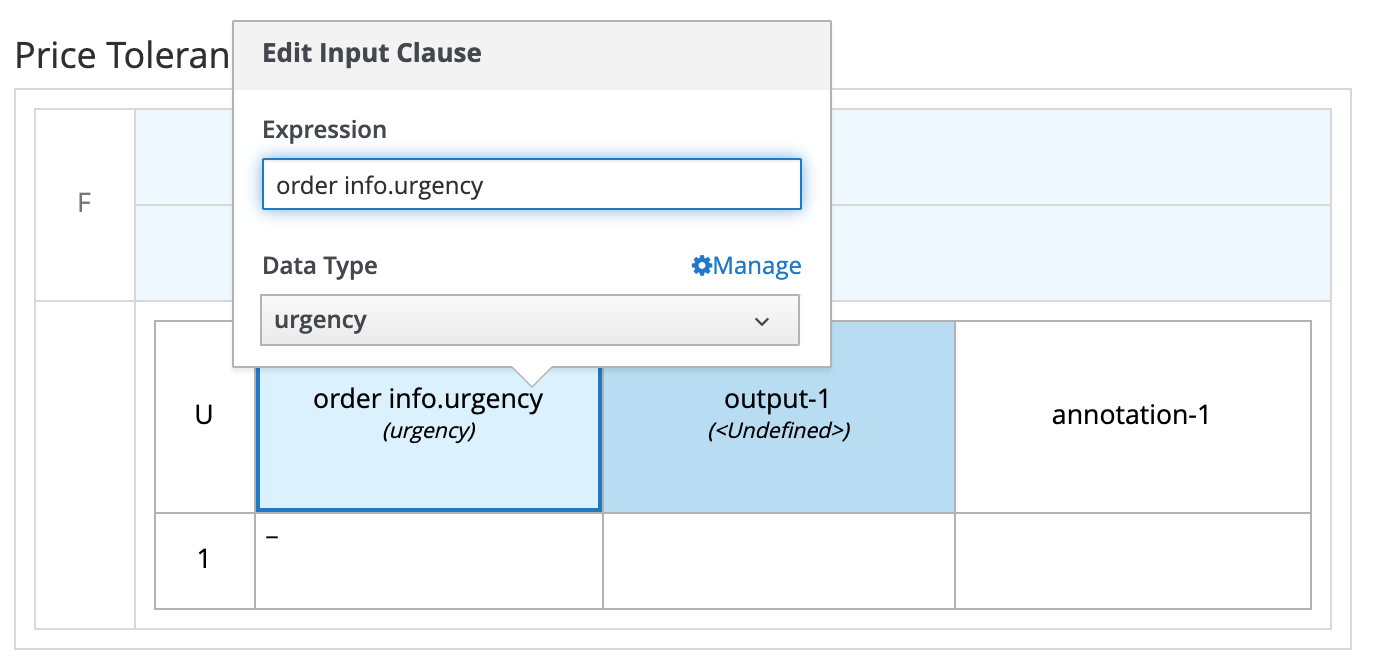 Price Toleran
Edit Input Clause
Expression
order info.urgency
F
Data Type
Manage
urgency
U
order info.urgency
(urgency)
output-1
(<Undefined>)
annotation-1
1
–